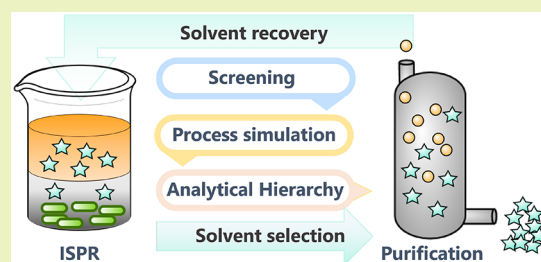 Solvent recovery
Screening
Process simulation
Analytical Hierarchy
Solvent selection
ISPR
Purification